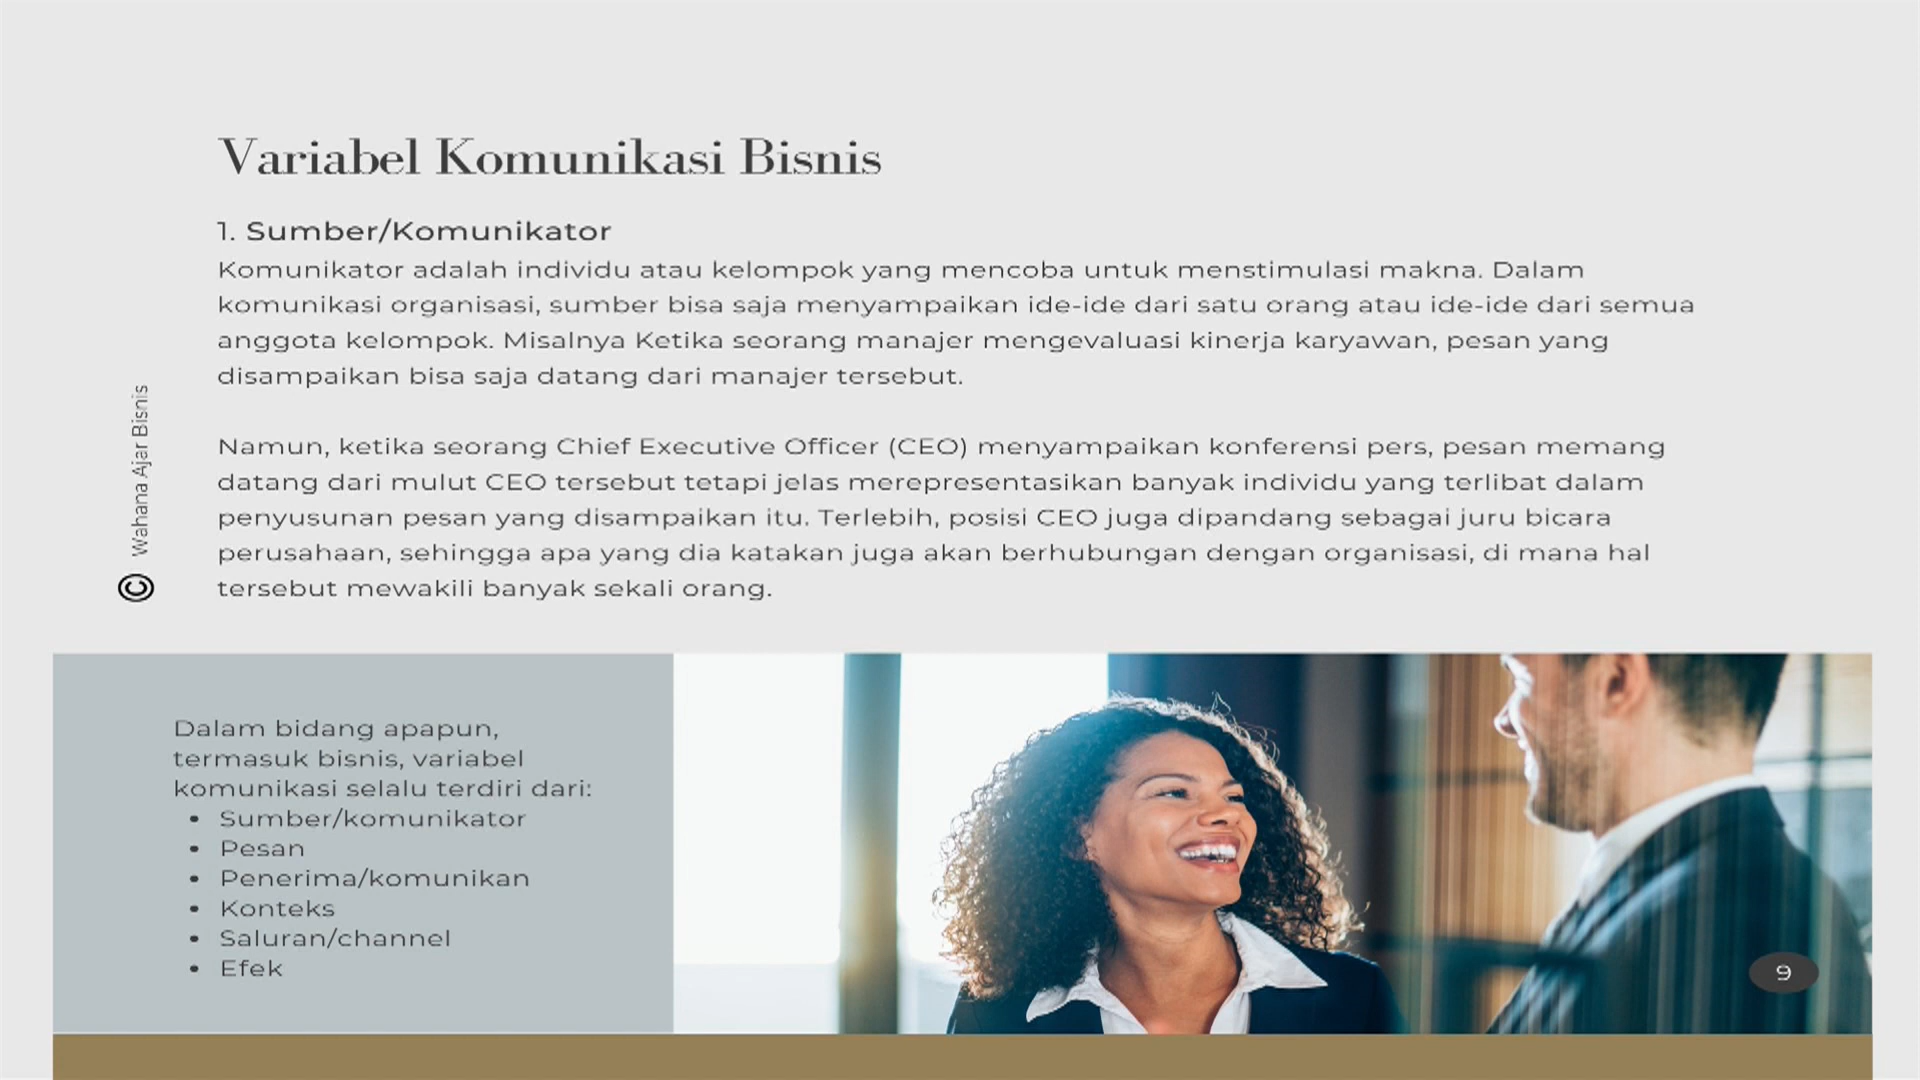 Variabel Komunikasi Bisnis
1. Sumber/Komunikator
Komunikator adalah individu atau kelompok yang mencoba untuk menstimulasi makna. Dalam
komunikasi organisasi, sumber bisa saja menyampaikan ide-ide dari satu orang atau ide-ide dari semua
anggota kelompok. Misalnya Ketika seorang manajer mengevaluasi kinerja karyawan, pesan yang
disampaikan bisa saja datang dari manajer tersebut.
Namun, ketika seorang Chief Executive Officer (CEO) menyampaikan konferensi pers, pesan memang
datang dari mulut CEO tersebut tetapi jelas merepresentasikan banyak individu yang terlibat dalam
penyusunan pesan yang disampaikan itu. Terlebih, posisi CEO juga dipandang sebagai juru bicara
perusahaan, sehingga apa yang dia katakan juga akan berhubungan dengan organisasi, di mana hal
tersebut mewakili banyak sekali orang.
© Wahana Ajar Bisnis
Dalam bidang apapun,
termasuk bisnis, variabel
komunikasi selalu terdiri dari:
• Sumber/komunikator
• Pesan
• Penerima/komunikan
• Konteks
• Saluran/channel
• Efek
9